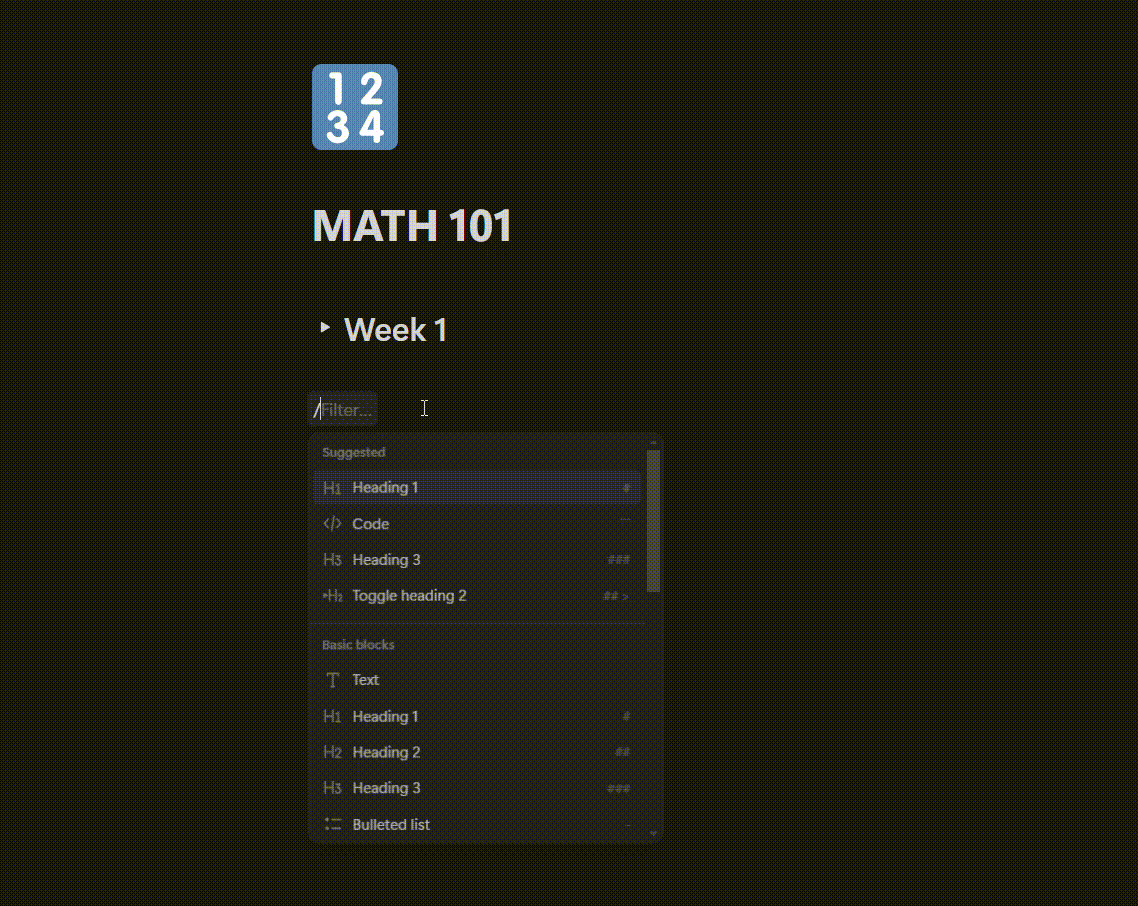 1 2
3 4
MATH 101
Week 1
/Filter...
Suggested
H1 Heading 1 #
</> Code ```
H3 Heading 3 ###
H2 Toggle heading 2 ## >
Basic blocks
T Text
H1 Heading 1 #
H2 Heading 2 ##
H3 Heading 3 ###
Bulleted list -